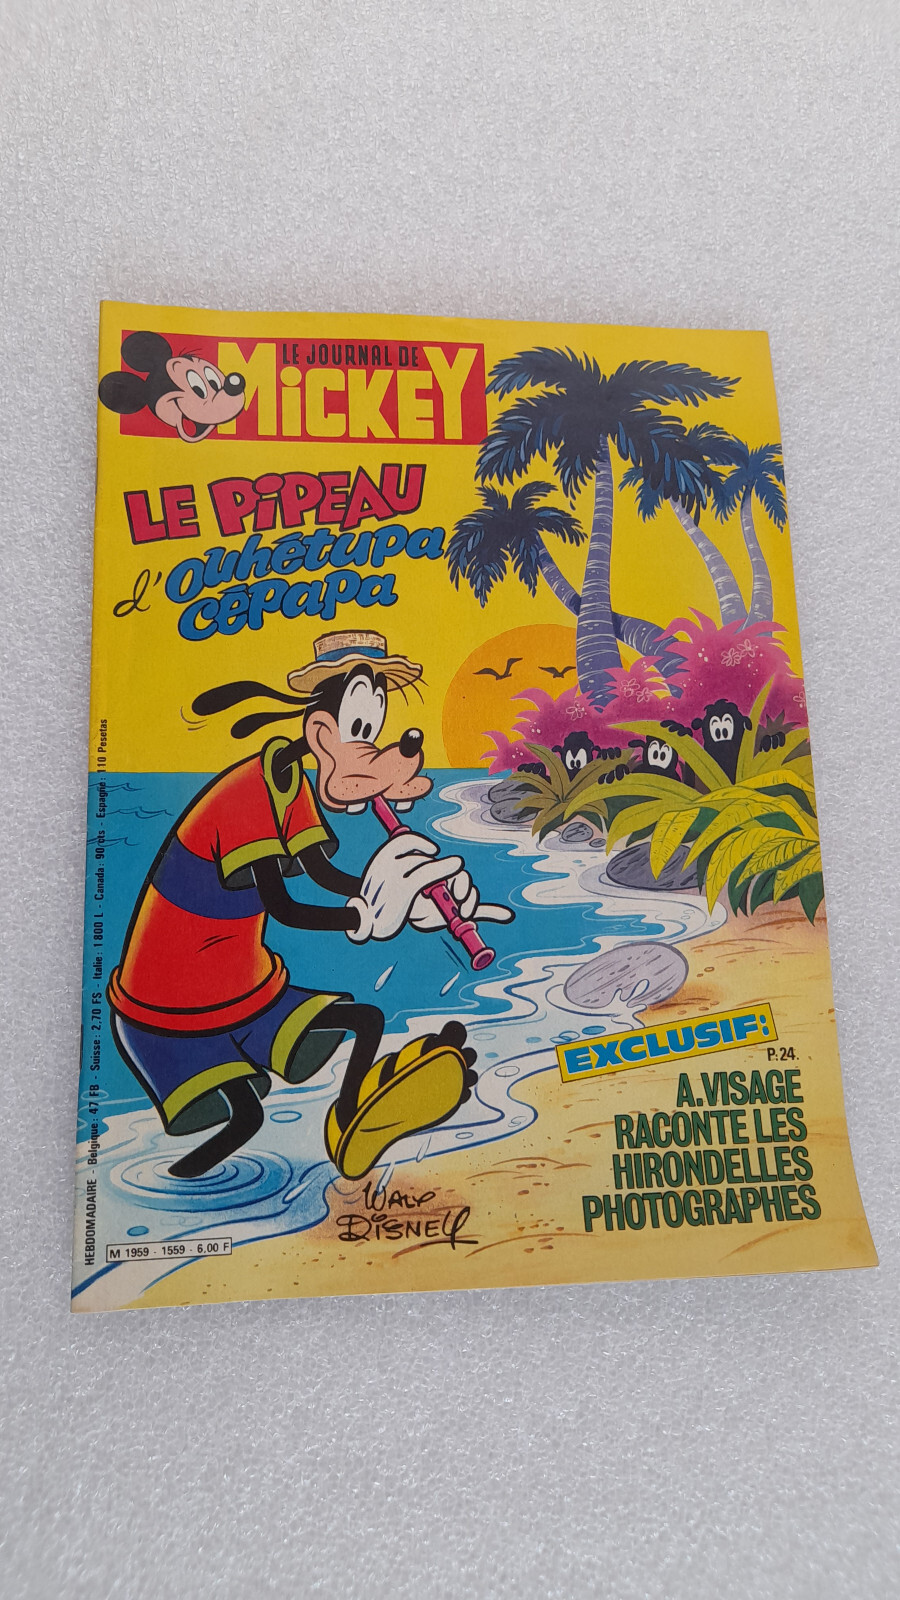 LE JOURNAL DE
MiCKEY
LE PiPEAU
d'Ouhétupa
cêpapa
EXCLUSIF:
P.24.
A.VISAGE
RACONTE LES
HIRONDELLES
PHOTOGRAPHES
WALT
DISNEY
M 1959 - 1559 - 6,00 F
HEBDOMADAIRE - Belgique : 47 FB - Suisse : 2,70 FS - Italie : 1 800 L - Canada : 90 cts - Espagne : 110 Pesetas